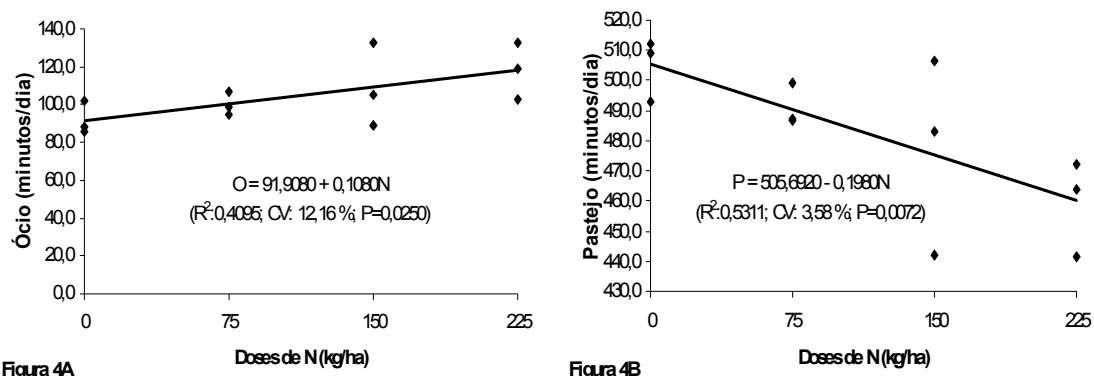 Ócio (minutos/dia)
140,0
120,0
100,0
80,0
60,0
40,0
20,0
0,0
O = 91,9080 + 0,1080N
(R²:0,4095; CV: 12,16 %; P=0,0250)
0 75 150 225
Doses de N (kg/ha)
Figura 4A
Pastejo (minutos/dia)
520,0
510,0
500,0
490,0
480,0
470,0
460,0
450,0
440,0
430,0
P = 505,6920 - 0,1980N
(R²:0,5311; CV: 3,58 %; P=0,0072)
0 75 150 225
Doses de N (kg/ha)
Figura 4B